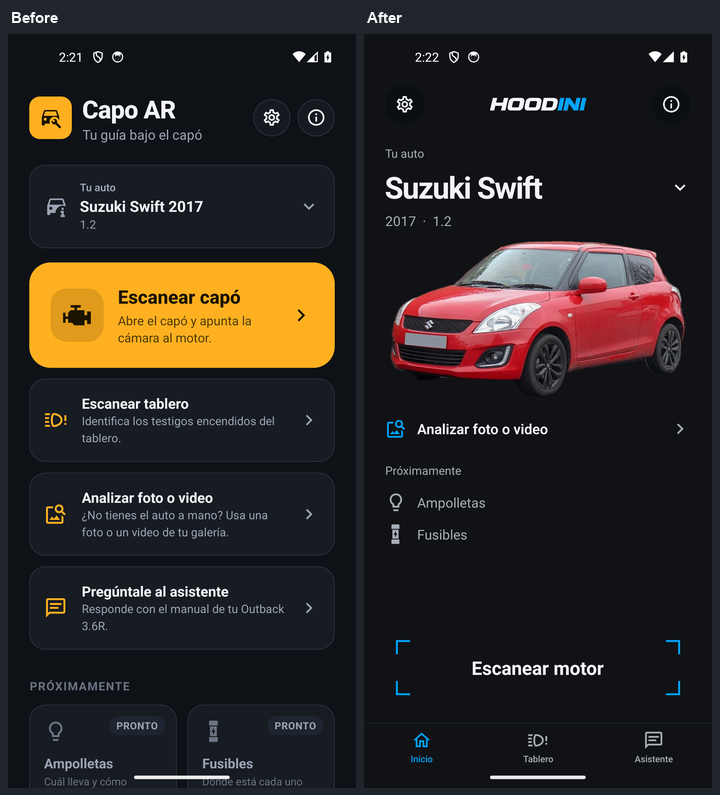 Before
2:21
Capo AR
Tu guía bajo el capó
Tu auto
Suzuki Swift 2017
1.2
Escanear capó
Abre el capó y apunta la
cámara al motor.
Escanear tablero
Identifica los testigos encendidos del
tablero.
Analizar foto o video
¿No tienes el auto a mano? Usa una
foto o un video de tu galería.
Pregúntale al asistente
Responde con el manual de tu Outback
3.6R.
PRÓXIMAMENTE
PRONTO
Ampolletas
Cuál lleva y cómo
PRONTO
Fusibles
Dónde está cada uno
After
2:22
HOODINI
Tu auto
Suzuki Swift
2017 · 1.2
Analizar foto o video
Próximamente
Ampolletas
Fusibles
Escanear motor
Inicio
Tablero
Asistente